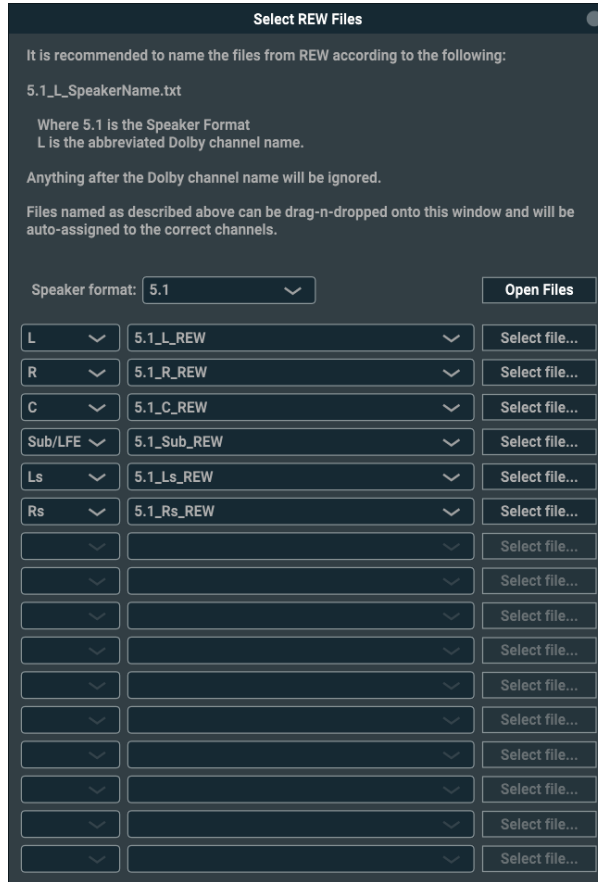 Select REW Files
It is recommended to name the files from REW according to the following:
5.1_L_SpeakerName.txt
Where 5.1 is the Speaker Format
L is the abbreviated Dolby channel name.
Anything after the Dolby channel name will be ignored.
Files named as described above can be drag-n-dropped onto this window and will be
auto-assigned to the correct channels.
Speaker format: 5.1 Open Files
L 5.1_L_REW Select file...
R 5.1_R_REW Select file...
C 5.1_C_REW Select file...
Sub/LFE 5.1_Sub_REW Select file...
Ls 5.1_Ls_REW Select file...
Rs 5.1_Rs_REW Select file...
Select file...
Select file...
Select file...
Select file...
Select file...
Select file...
Select file...
Select file...
Select file...
Select file...